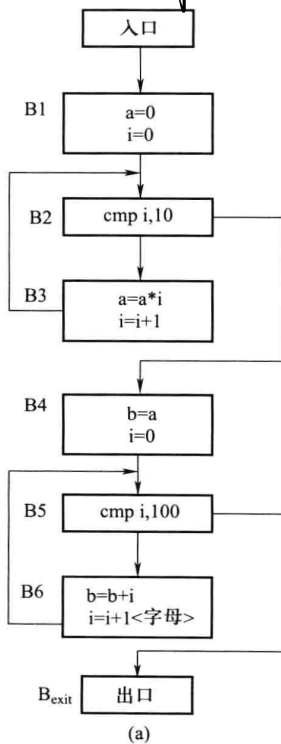 入口
B1
a=0
i=0
B2
cmp i,10
B3
a=a*i
i=i+1
B4
b=a
i=0
B5
cmp i,100
B6
b=b+i
i=i+1<字母>
Bexit
出口
(a)